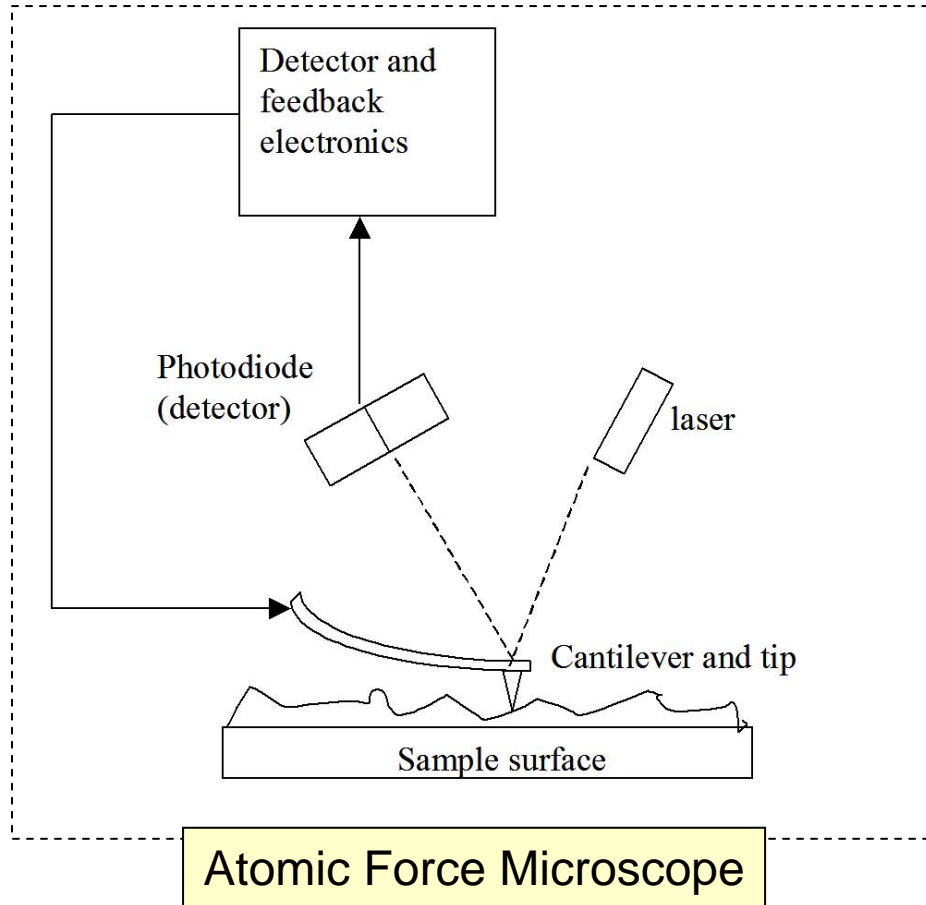 Detector and
feedback
electronics
Photodiode
(detector)
laser
Cantilever and tip
Sample surface
Atomic Force Microscope